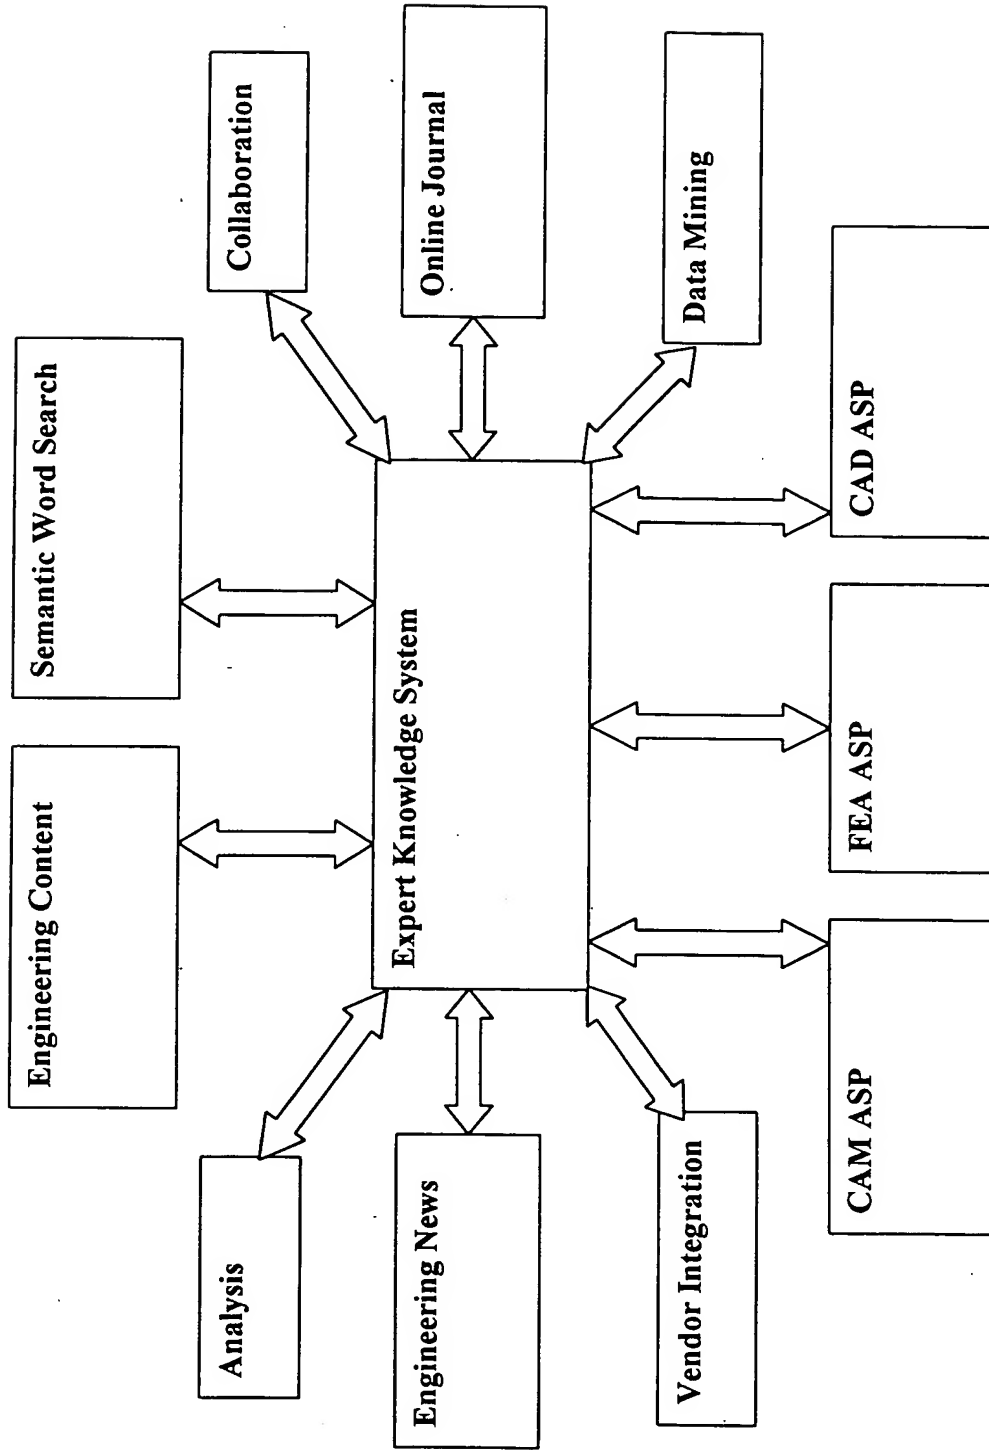 Engineering Content
Semantic Word Search
Analysis
Collaboration
Expert Knowledge System
Engineering News
Online Journal
Vendor Integration
Data Mining
CAM ASP
FEA ASP
CAD ASP